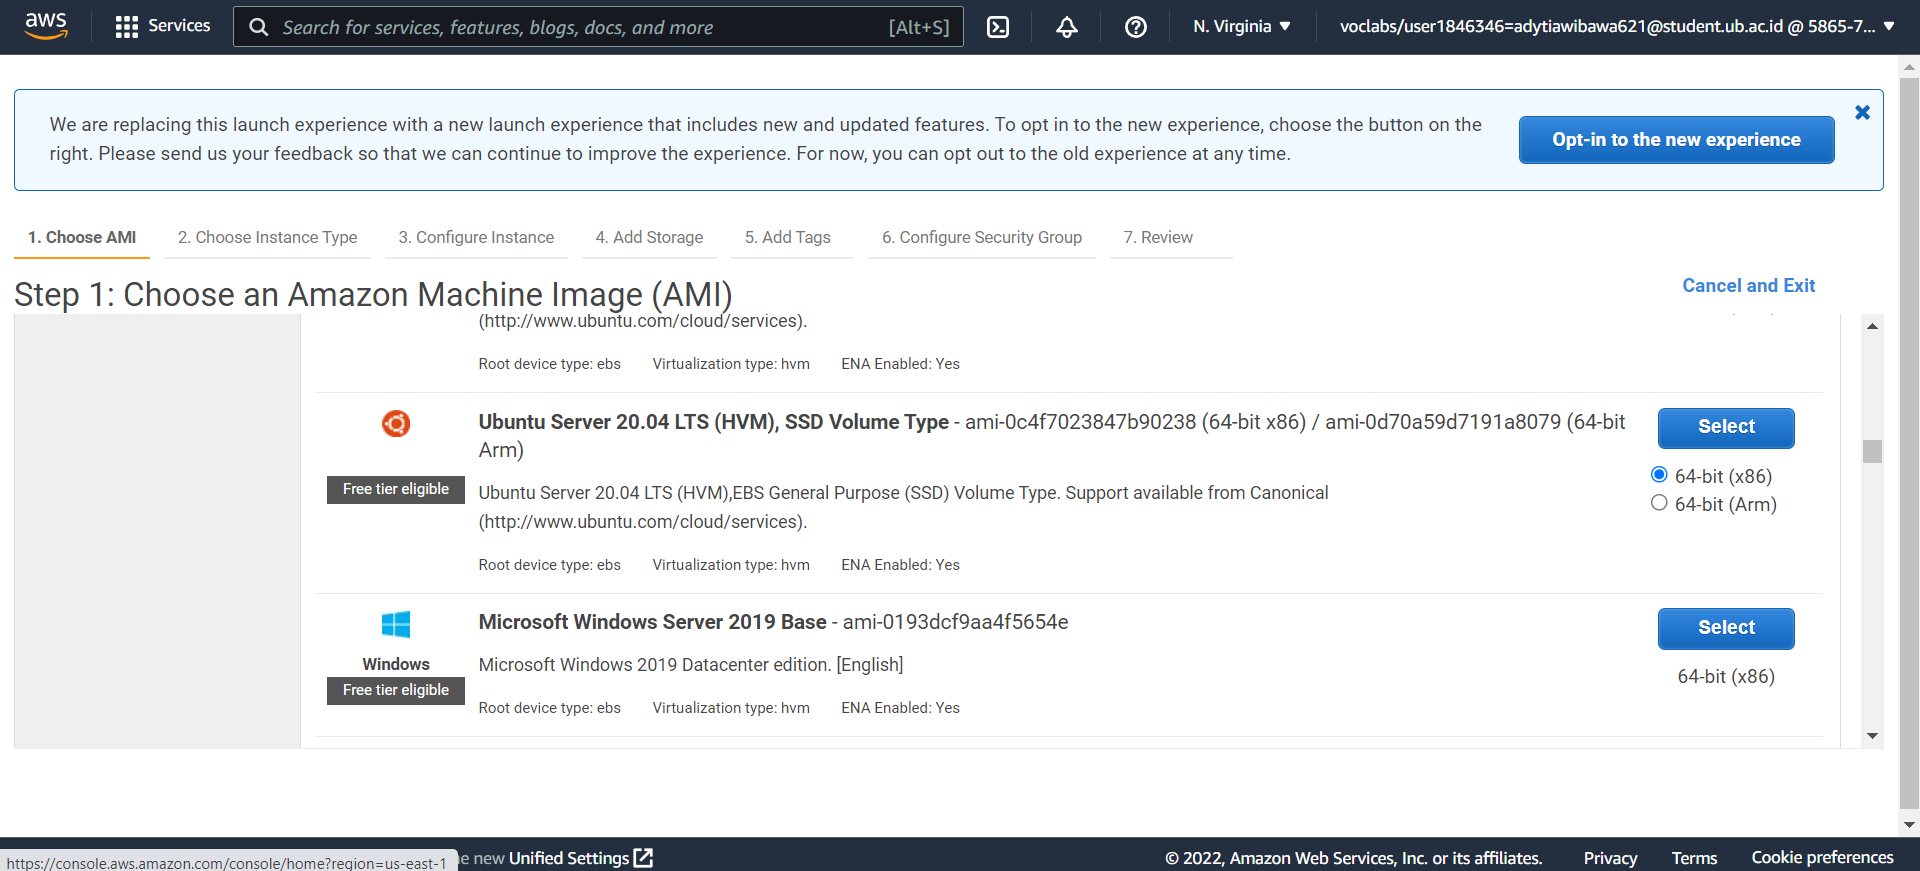 aws
Services
Search for services, features, blogs, docs, and more
[Alt+S]
N. Virginia
voclabs/user1846346=adytiawibawa621@student.ub.ac.id @ 5865-7...
We are replacing this launch experience with a new launch experience that includes new and updated features. To opt in to the new experience, choose the button on the
right. Please send us your feedback so that we can continue to improve the experience. For now, you can opt out to the old experience at any time.
Opt-in to the new experience
1. Choose AMI
2. Choose Instance Type
3. Configure Instance
4. Add Storage
5. Add Tags
6. Configure Security Group
7. Review
Step 1: Choose an Amazon Machine Image (AMI)
Cancel and Exit
(http://www.ubuntu.com/cloud/services).
Root device type: ebs Virtualization type: hvm ENA Enabled: Yes
Ubuntu Server 20.04 LTS (HVM), SSD Volume Type - ami-0c4f7023847b90238 (64-bit x86) / ami-0d70a59d7191a8079 (64-bit
Arm)
Free tier eligible
Ubuntu Server 20.04 LTS (HVM),EBS General Purpose (SSD) Volume Type. Support available from Canonical
(http://www.ubuntu.com/cloud/services).
Root device type: ebs Virtualization type: hvm ENA Enabled: Yes
Select
64-bit (x86)
64-bit (Arm)
Windows
Free tier eligible
Microsoft Windows Server 2019 Base - ami-0193dcf9aa4f5654e
Microsoft Windows 2019 Datacenter edition. [English]
Root device type: ebs Virtualization type: hvm ENA Enabled: Yes
Select
64-bit (x86)
https://console.aws.amazon.com/console/home?region=us-east-1
new Unified Settings
© 2022, Amazon Web Services, Inc. or its affiliates.
Privacy
Terms
Cookie preferences